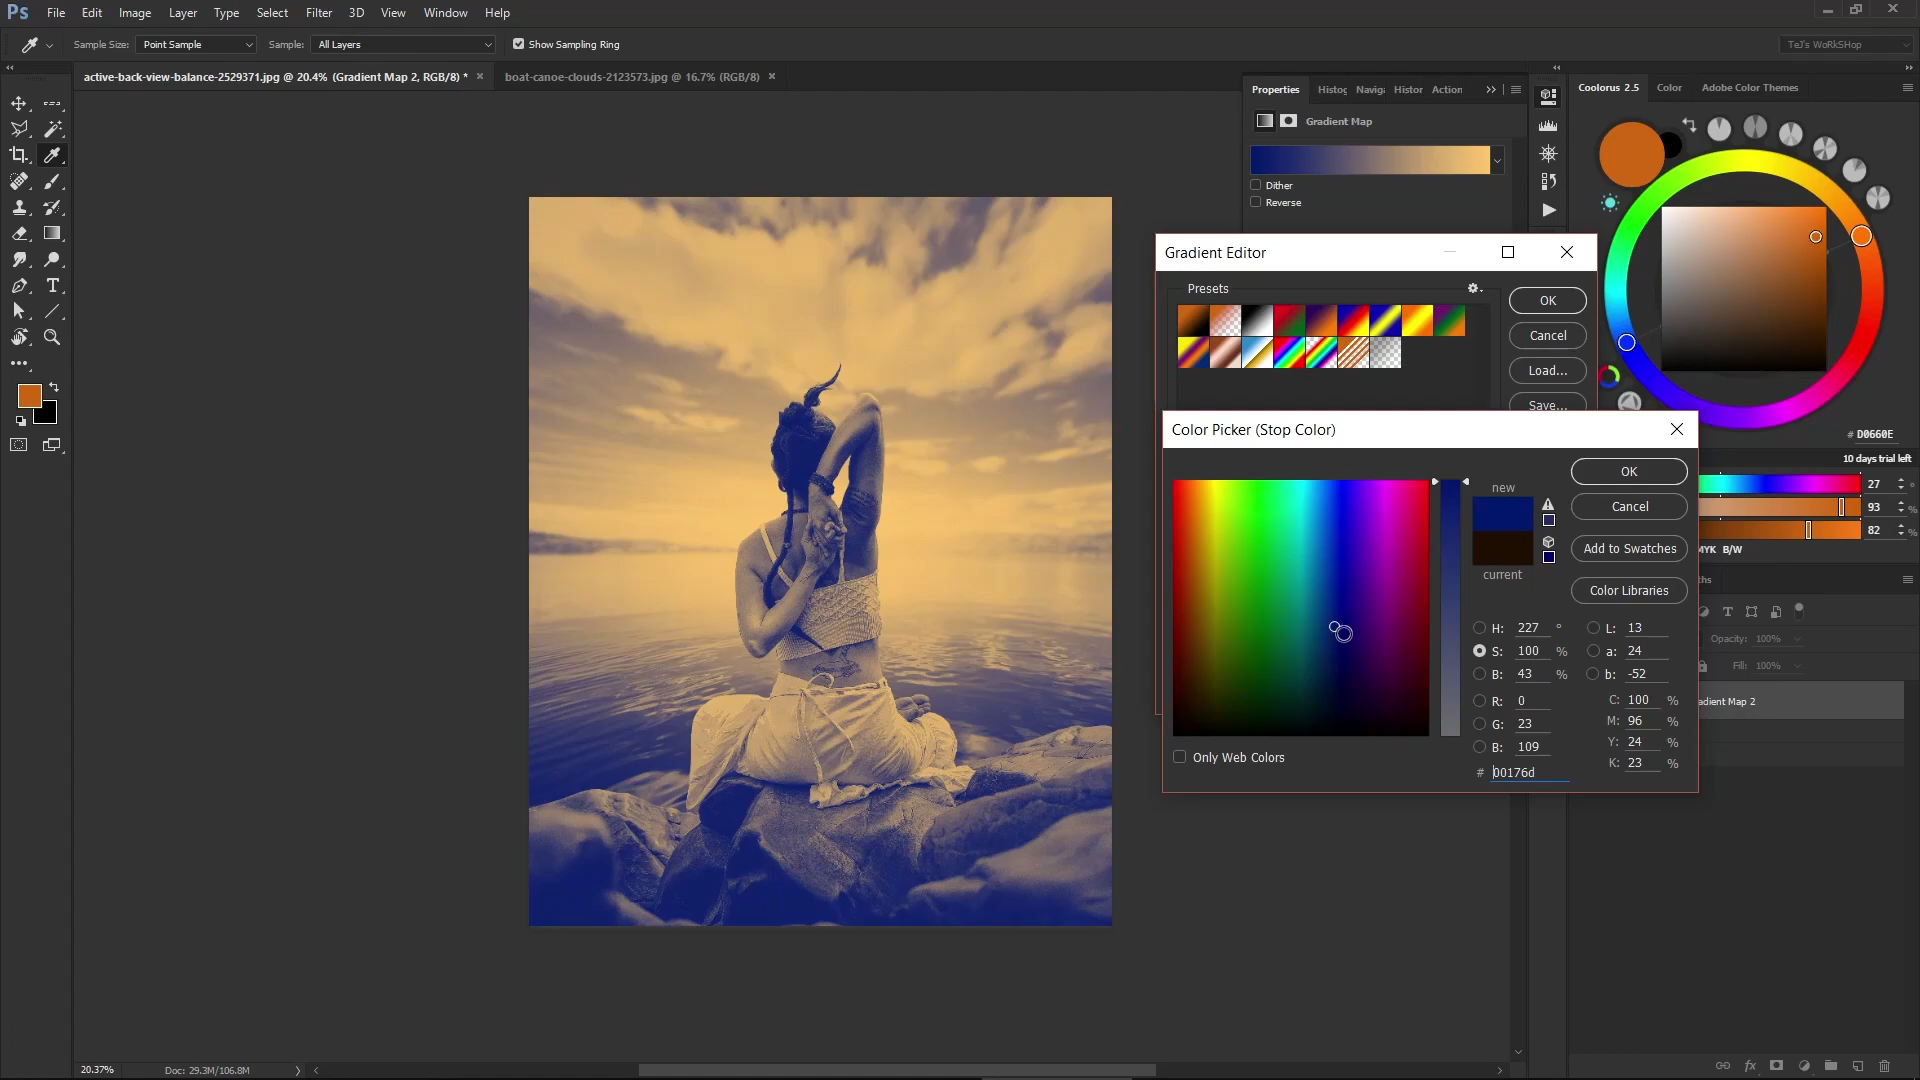 Ps File Edit Image Layer Type Select Filter 3D View Window Help
Sample Size: Point Sample Sample: All Layers Show Sampling Ring TeJ's WoRKSHop
active-back-view-balance-2529371.jpg @ 20.4% (Gradient Map 2, RGB/8) * × boat-canoe-clouds-2123573.jpg @ 16.7% (RGB/8) ×
Properties Histog Naviga Histor Action
Gradient Map
Dither
Reverse
Coolorus 2.5 Color Adobe Color Themes
# D0660E
10 days trial left
27 °
93 %
82 %
MYK B/W
Gradient Editor
Presets
OK
Cancel
Load...
Save...
Color Picker (Stop Color)
new
current
OK
Cancel
Add to Swatches
Color Libraries
H: 227 ° L: 13
S: 100 % a: 24
B: 43 % b: -52
R: 0 C: 100 %
G: 23 M: 96 %
B: 109 Y: 24 %
K: 23 %
# 00176d
Only Web Colors
ths
T
Opacity: 100%
Fill: 100%
adient Map 2
fx
20.37% Doc: 29.3M/106.8M